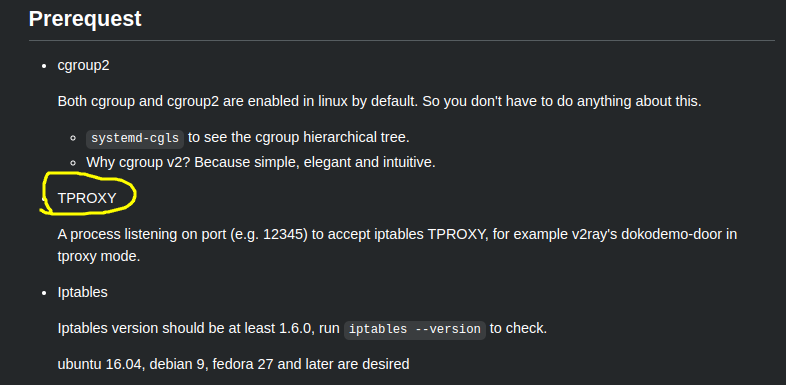 Prerequest
cgroup2
Both cgroup and cgroup2 are enabled in linux by default. So you don't have to do anything about this.
systemd-cgls to see the cgroup hierarchical tree.
Why cgroup v2? Because simple, elegant and intuitive.
TPROXY
A process listening on port (e.g. 12345) to accept iptables TPROXY, for example v2ray's dokodemo-door in
tproxy mode.
Iptables
Iptables version should be at least 1.6.0, run iptables --version to check.
ubuntu 16.04, debian 9, fedora 27 and later are desired